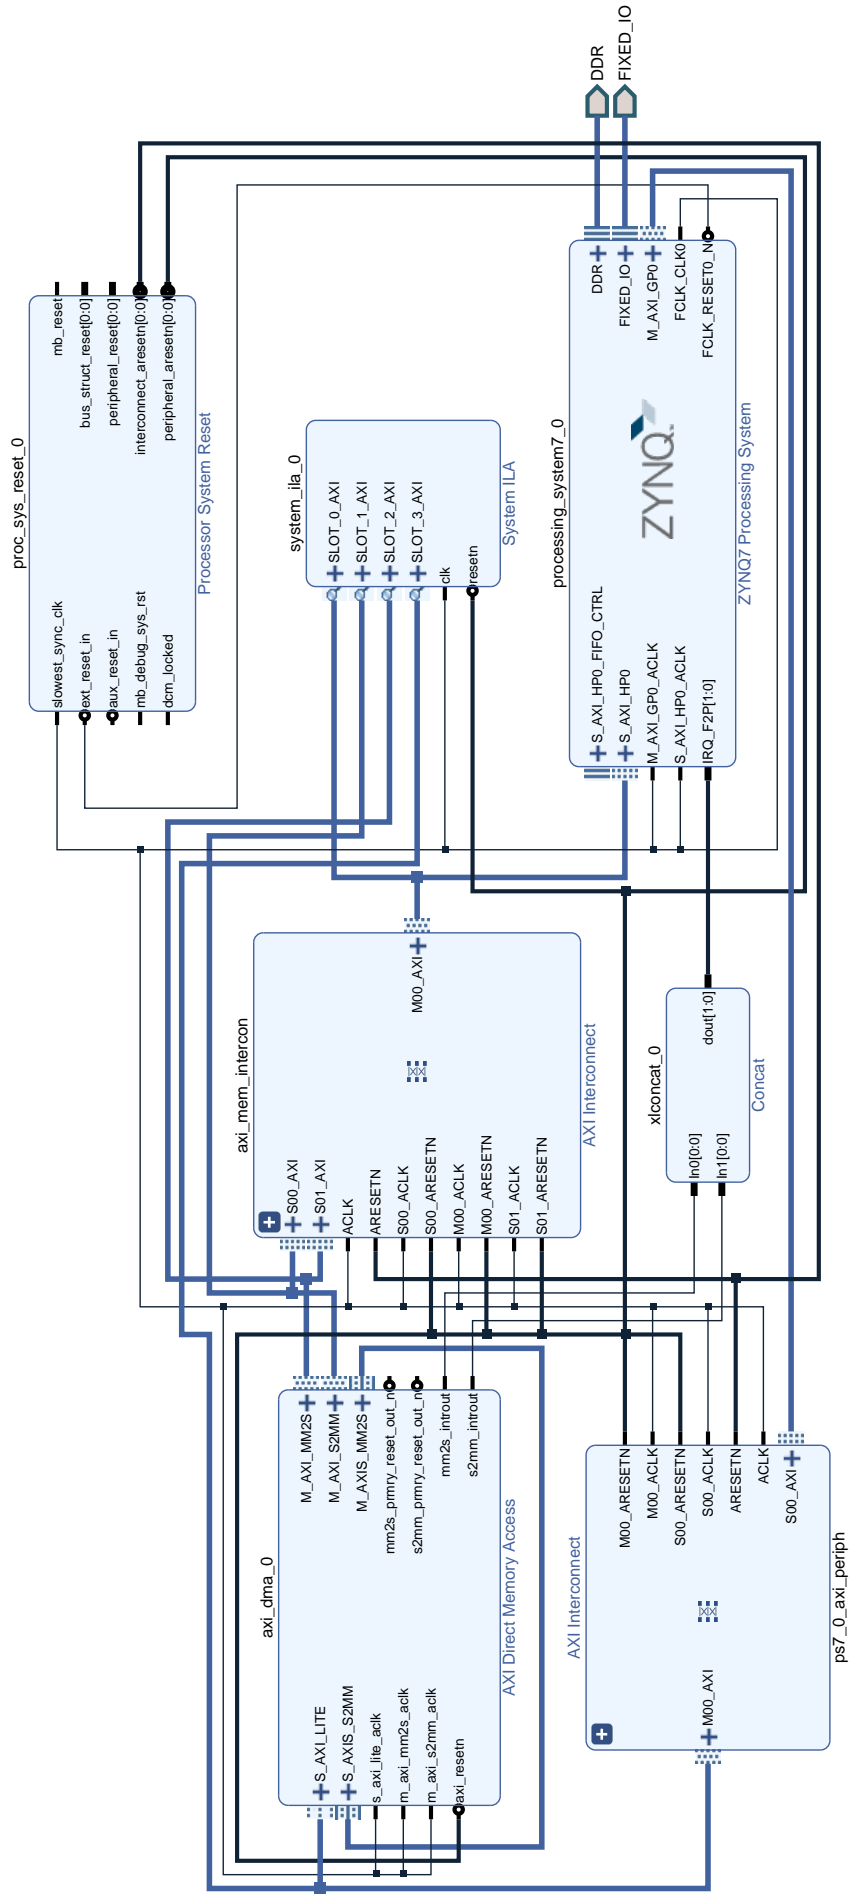 proc_sys_reset_0
slowest_sync_clk
ext_reset_in
aux_reset_in
mb_debug_sys_rst
dcm_locked
mb_reset
bus_struct_reset[0:0]
peripheral_reset[0:0]
interconnect_aresetn[0:0]
peripheral_aresetn[0:0]
Processor System Reset
system_ila_0
SLOT_0_AXI
SLOT_1_AXI
SLOT_2_AXI
SLOT_3_AXI
clk
resetn
System ILA
processing_system7_0
S_AXI_HP0_FIFO_CTRL
S_AXI_HP0
M_AXI_GP0_ACLK
S_AXI_HP0_ACLK
IRQ_F2P[1:0]
ZYNQ
DDR
FIXED_IO
M_AXI_GP0
FCLK_CLK0
FCLK_RESET0_N
ZYNQ7 Processing System
DDR
FIXED_IO
axi_mem_intercon
S00_AXI
S01_AXI
ACLK
ARESETN
S00_ACLK
S00_ARESETN
M00_ACLK
M00_ARESETN
S01_ACLK
S01_ARESETN
M00_AXI
AXI Interconnect
xlconcat_0
In0[0:0]
In1[0:0]
dout[1:0]
Concat
axi_dma_0
S_AXI_LITE
S_AXIS_S2MM
s_axi_lite_aclk
m_axi_mm2s_aclk
m_axi_s2mm_aclk
axi_resetn
M_AXI_MM2S
M_AXI_S2MM
M_AXIS_MM2S
mm2s_prmry_reset_out_n
s2mm_prmry_reset_out_n
mm2s_introut
s2mm_introut
AXI Direct Memory Access
AXI Interconnect
M00_AXI
M00_ARESETN
M00_ACLK
S00_ARESETN
S00_ACLK
ARESETN
ACLK
S00_AXI
ps7_0_axi_periph